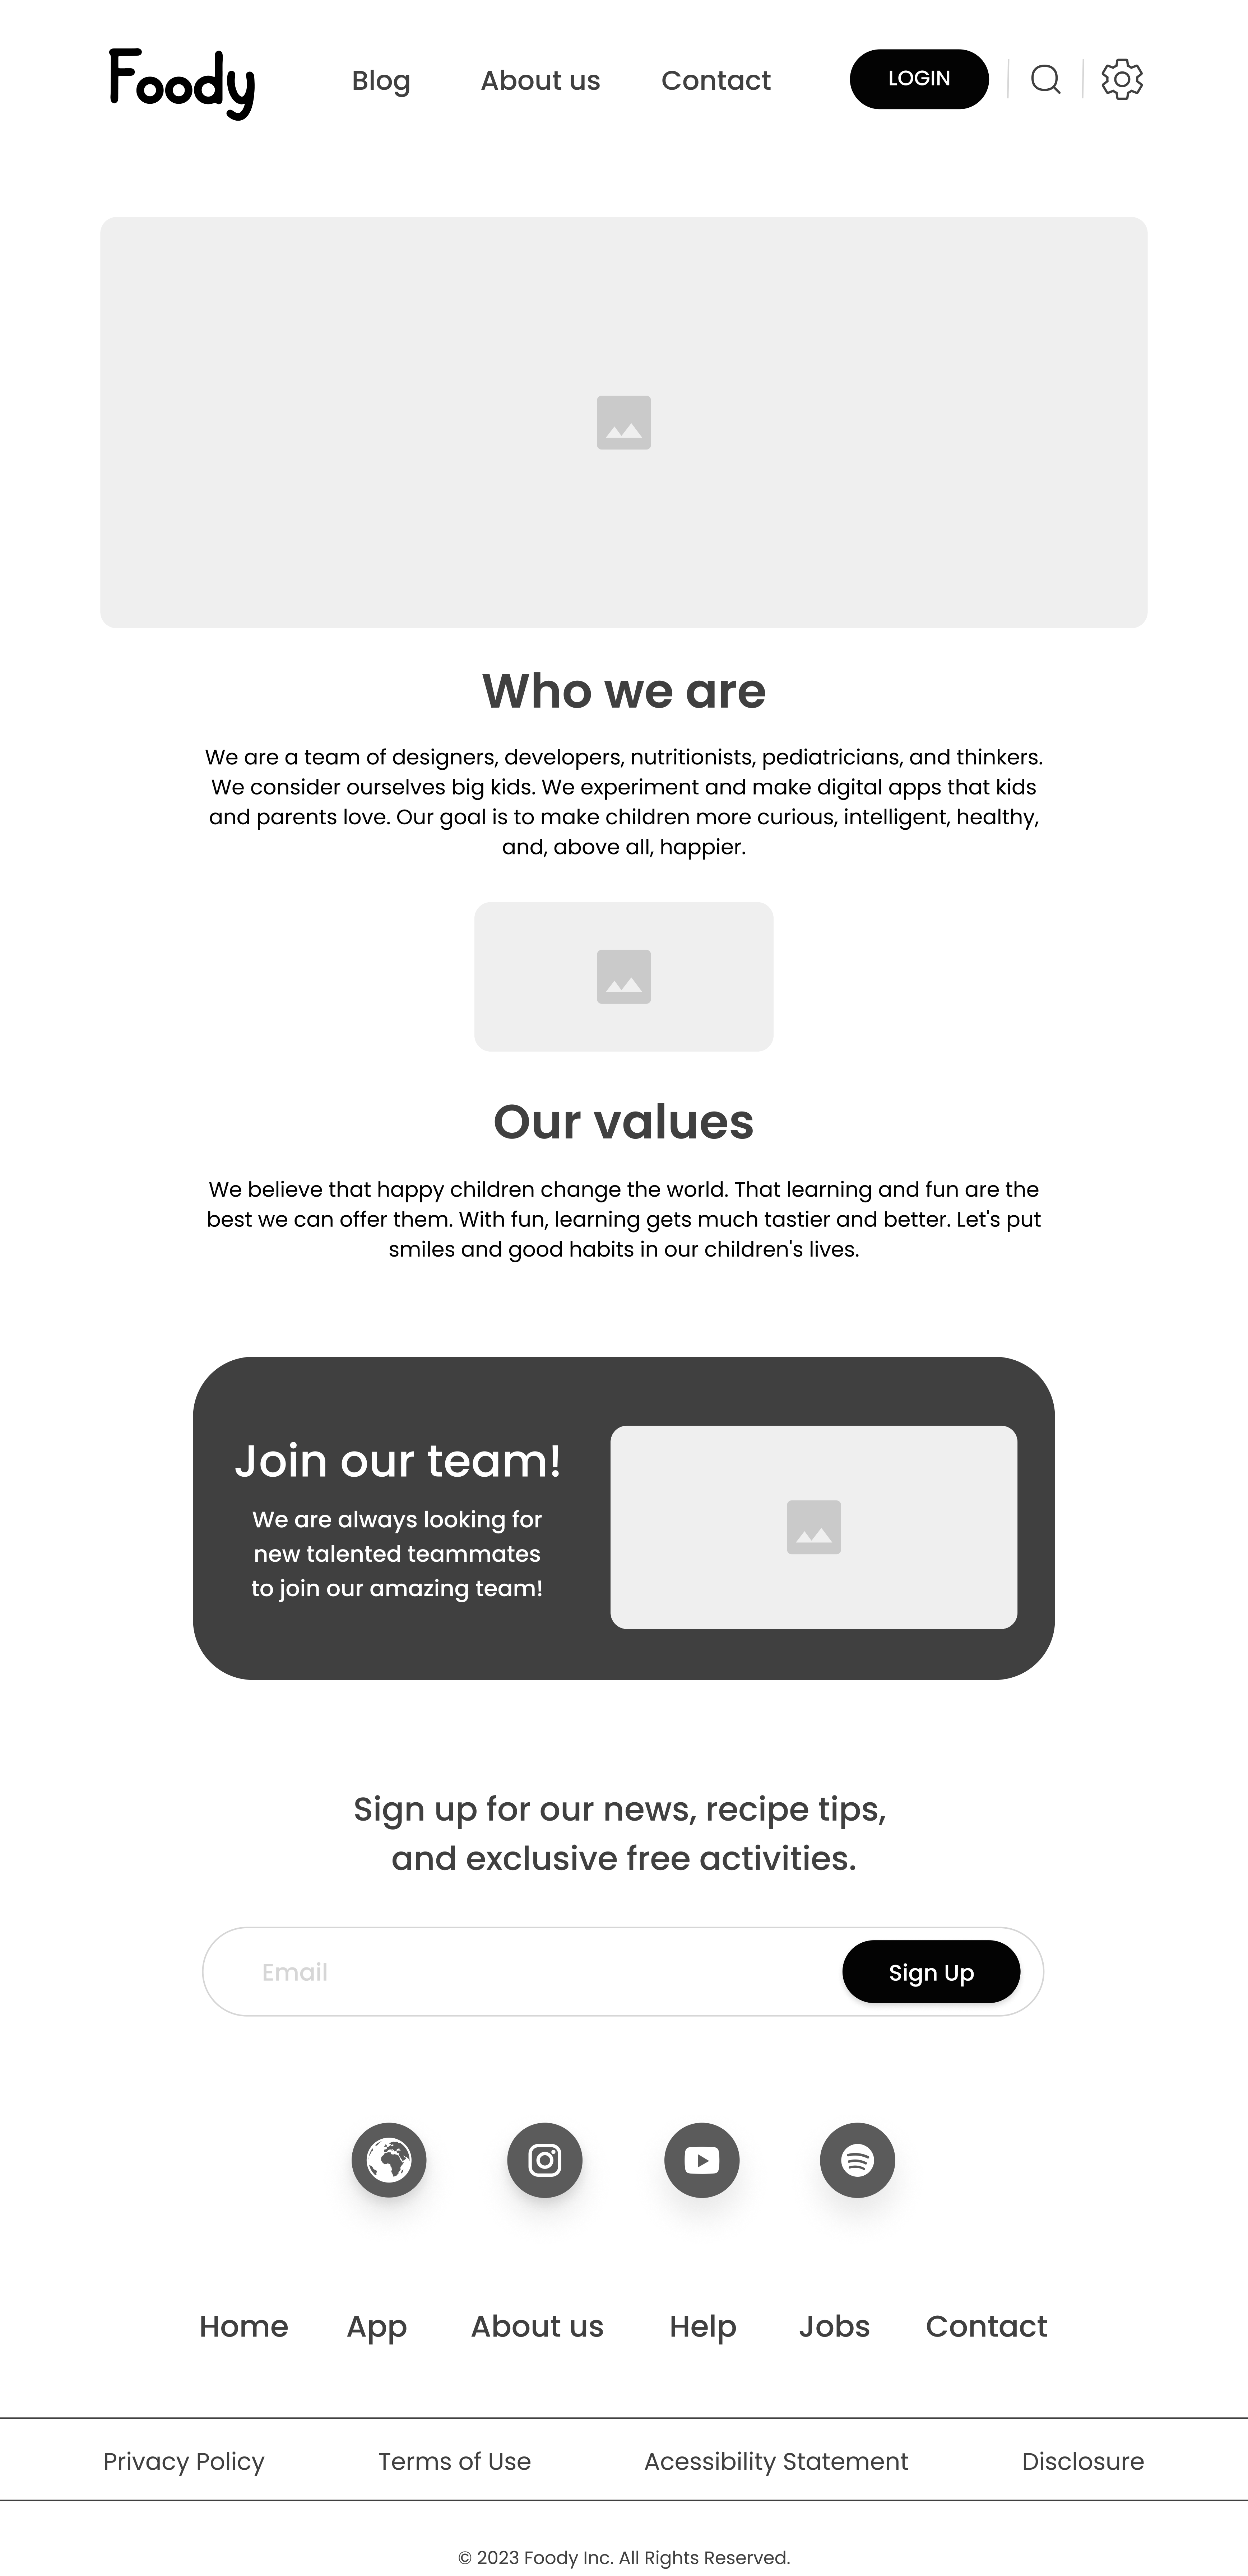 Foody
Blog
About us
Contact
LOGIN
Who we are
We are a team of designers, developers, nutritionists, pediatricians, and thinkers.
We consider ourselves big kids. We experiment and make digital apps that kids
and parents love. Our goal is to make children more curious, intelligent, healthy,
and, above all, happier.
Our values
We believe that happy children change the world. That learning and fun are the
best we can offer them. With fun, learning gets much tastier and better. Let's put
smiles and good habits in our children's lives.
Join our team!
We are always looking for
new talented teammates
to join our amazing team!
Sign up for our news, recipe tips,
and exclusive free activities.
Email
Sign Up
Home
App
About us
Help
Jobs
Contact
Privacy Policy
Terms of Use
Acessibility Statement
Disclosure
© 2023 Foody Inc. All Rights Reserved.